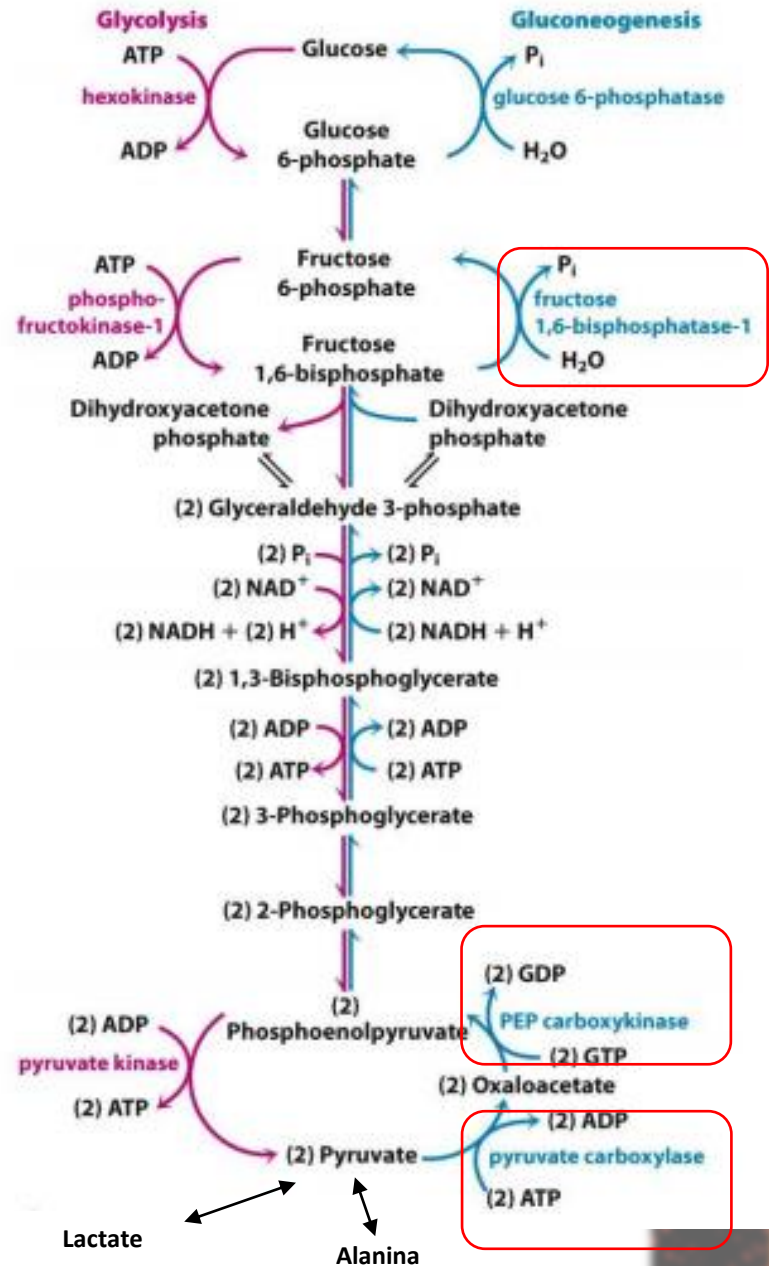 Glycolysis
Gluconeogenesis
ATP
Glucose
Pi
hexokinase
glucose 6-phosphatase
ADP
Glucose
6-phosphate
H2O
ATP
Fructose
6-phosphate
Pi
phospho-
fructokinase-1
fructose
1,6-bisphosphatase-1
ADP
Fructose
1,6-bisphosphate
H2O
Dihydroxyacetone
phosphate
Dihydroxyacetone
phosphate
(2) Glyceraldehyde 3-phosphate
(2) Pi
(2) Pi
(2) NAD+
(2) NAD+
(2) NADH + (2) H+
(2) NADH + H+
(2) 1,3-Bisphosphoglycerate
(2) ADP
(2) ADP
(2) ATP
(2) ATP
(2) 3-Phosphoglycerate
(2) 2-Phosphoglycerate
(2) GDP
(2) ADP
(2)
Phosphoenolpyruvate
PEP carboxykinase
pyruvate kinase
(2) GTP
(2) Oxaloacetate
(2) ATP
(2) ADP
(2) Pyruvate
pyruvate carboxylase
(2) ATP
Lactate
Alanina